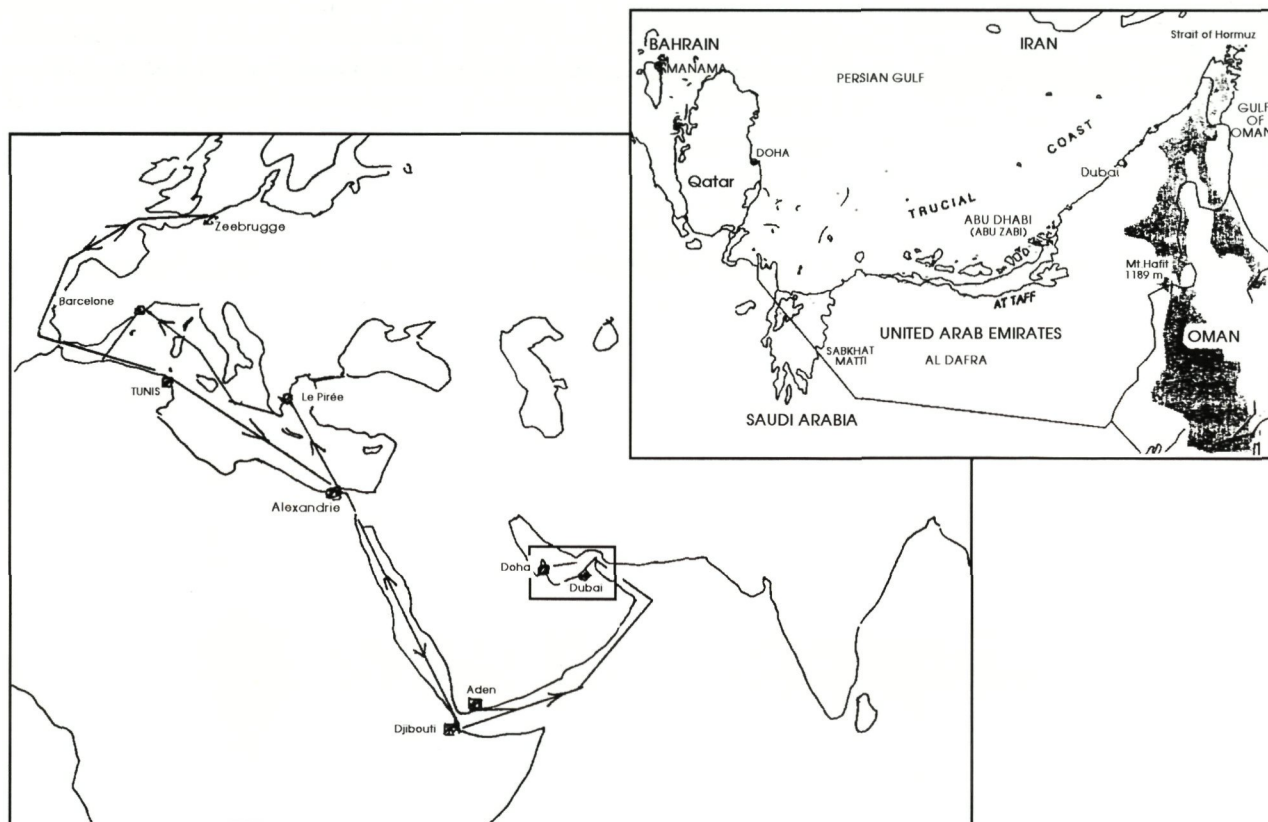 BAHRAIN
MANAMA
IRAN
Strait of Hormuz
PERSIAN GULF
GULF
OF
OMAN
COAST
DOHA
Dubai
Qatar
TRUCIAL
ABU DHABI
(ABU ZABI)
Mt.Hafit
1189 m
AT TAFF
UNITED ARAB EMIRATES
OMAN
SABKHAT
MATTI
AL DAFRA
SAUDI ARABIA
Zeebrugge
Barcelone
TUNIS
Le Pirée
Alexandrie
Doha
Dubai
Aden
Djibouti